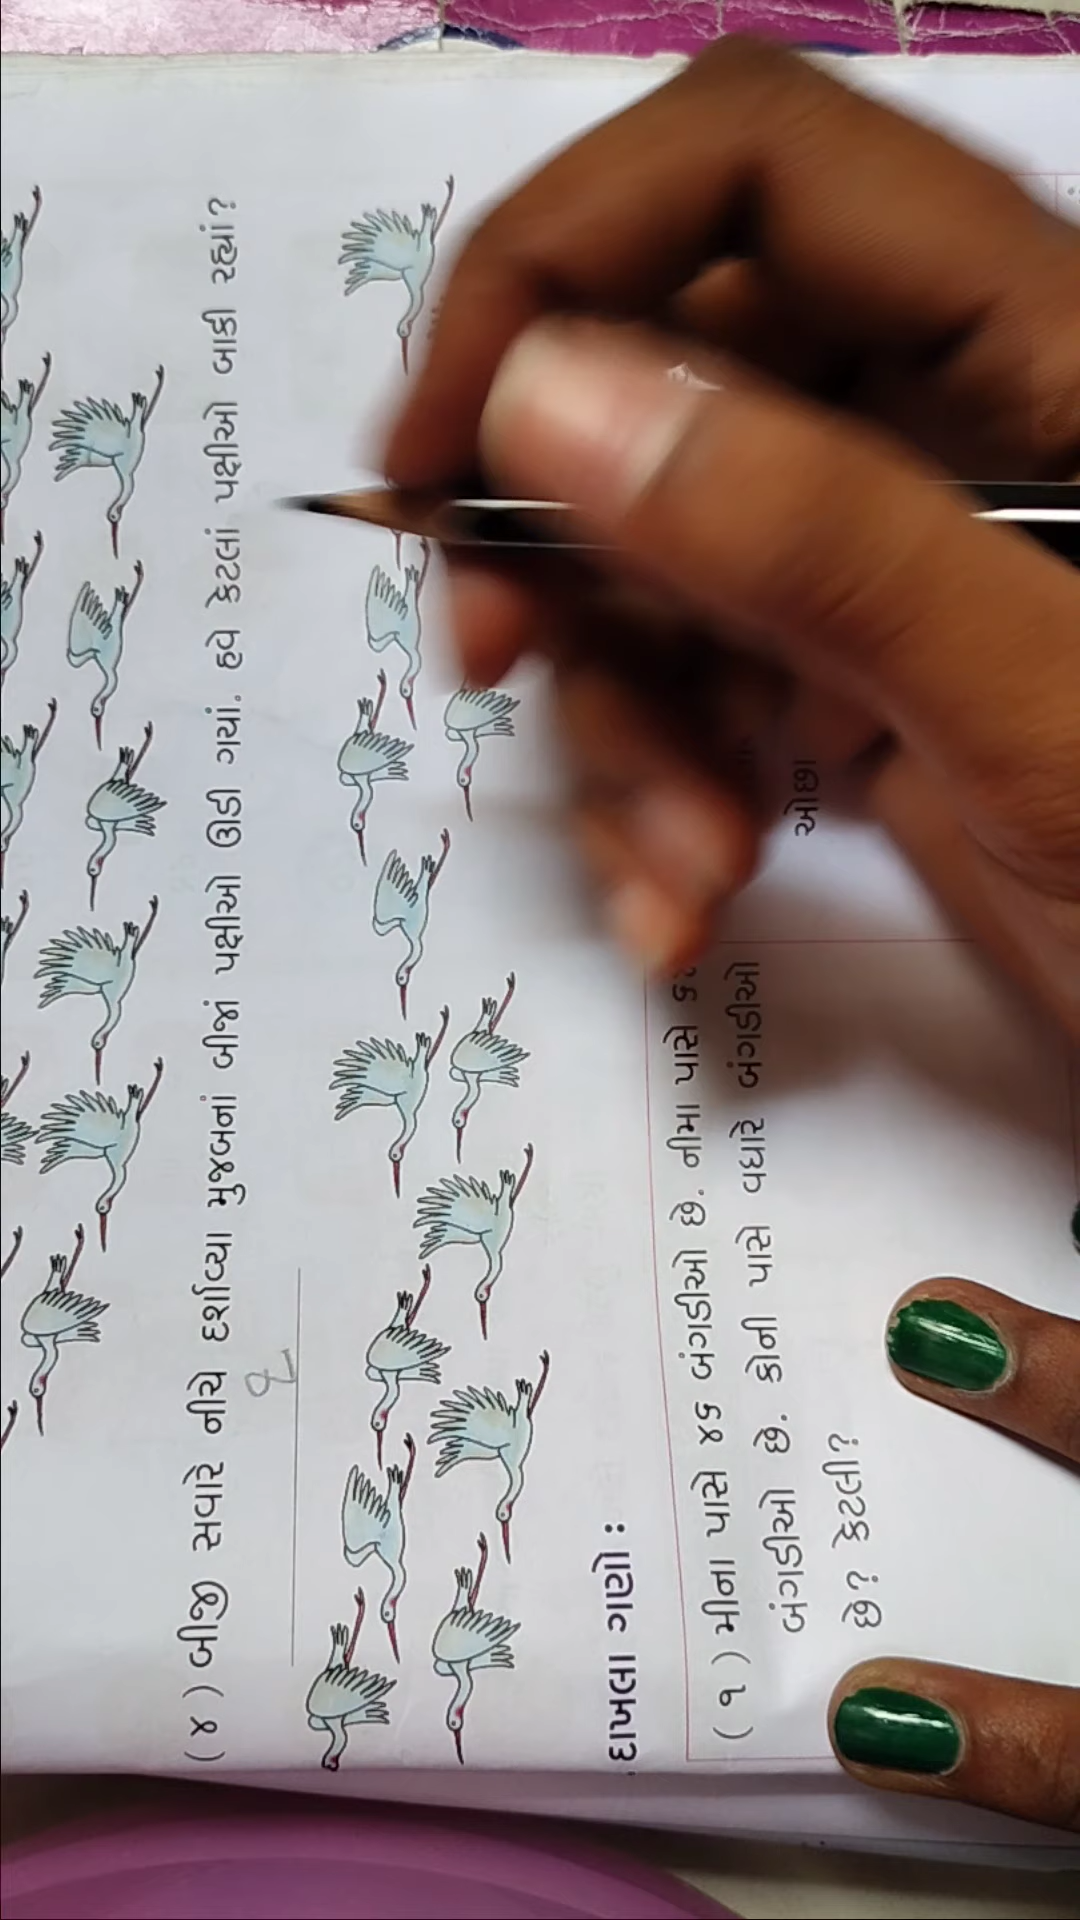 (૪) બીજી સવારે નીચે દર્શાવ્યા મુજબનાં બીજાં પક્ષીઓ ઊડી ગયાં. હવે કેટલાં પક્ષીઓ બાકી રહ્યાં?
દાખલા ગણો :
(૧) મીના પાસે ૪૬ બંગડીઓ છે. નીમા પાસે
બંગડીઓ છે. કોની પાસે વધારે બંગડીઓ
છે? કેટલી?
ઓછા